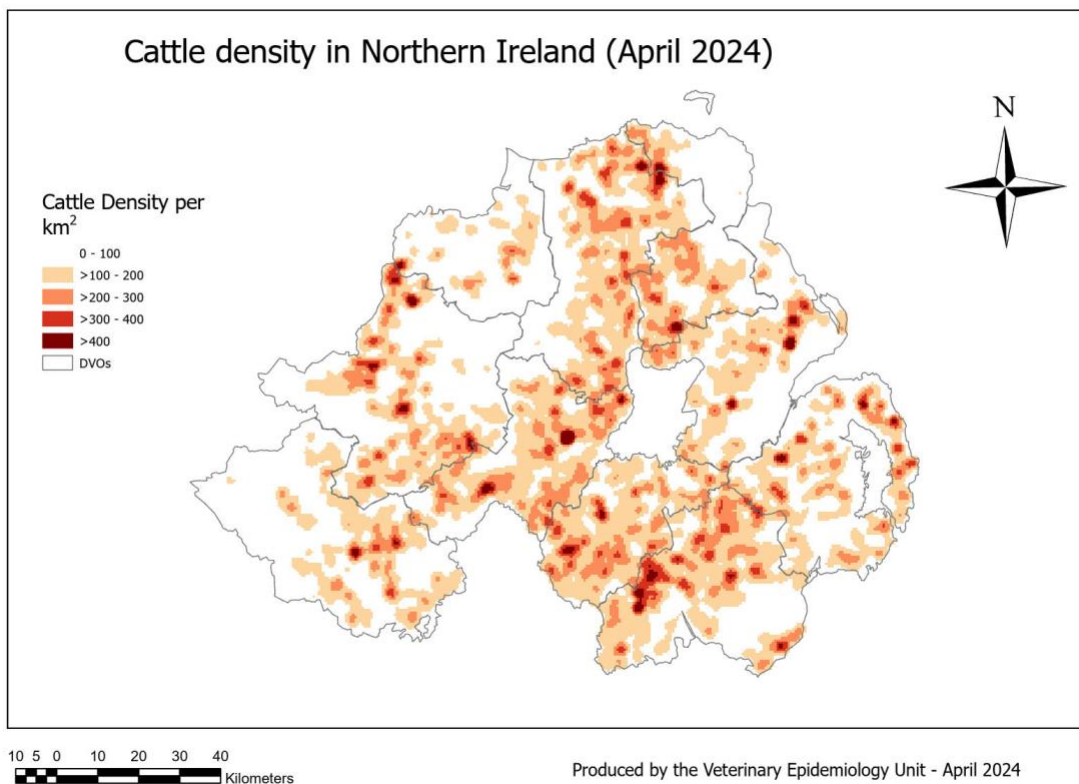 Cattle density in Northern Ireland (April 2024)
N
Cattle Density per
km²
0 - 100
>100 - 200
>200 - 300
>300 - 400
>400
DVOs
10 5 0 10 20 30 40
Kilometers
Produced by the Veterinary Epidemiology Unit - April 2024